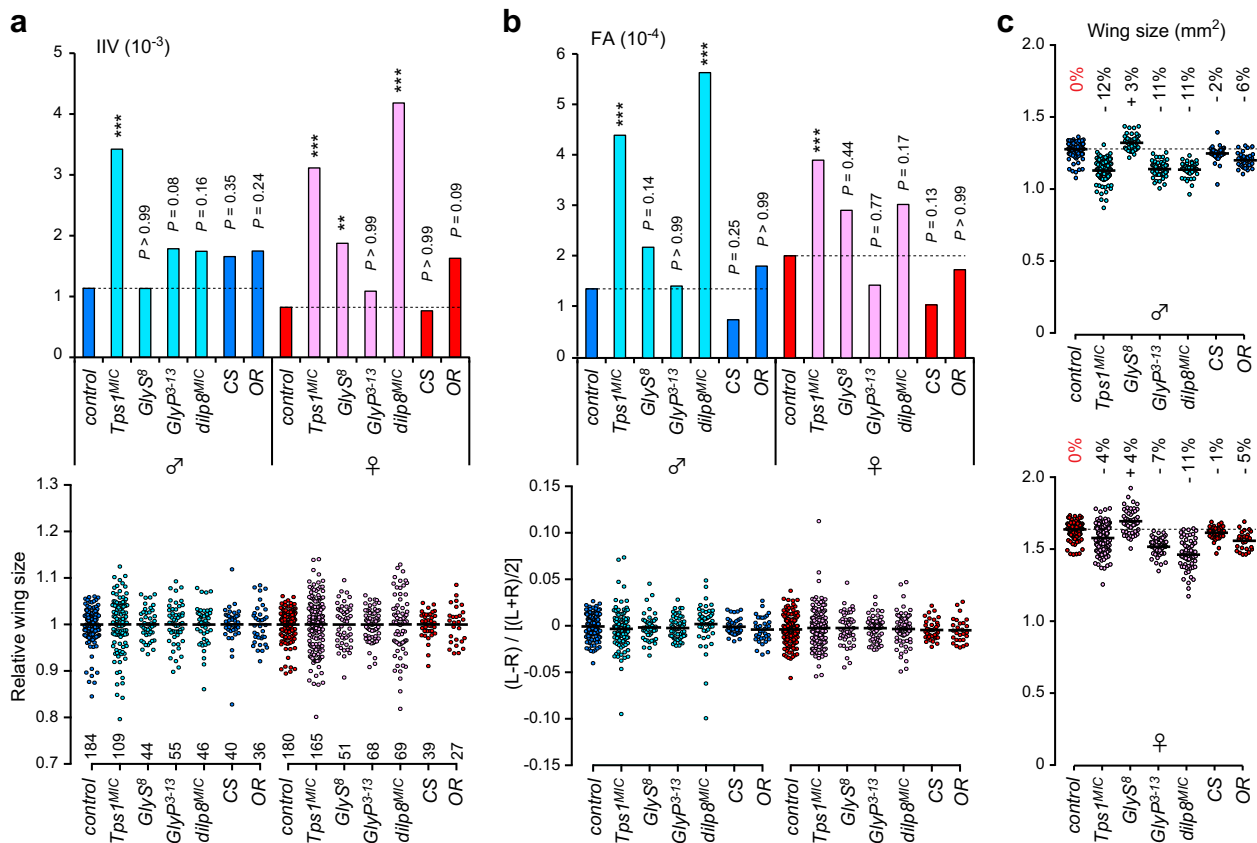 a
IIV (10-3)
5
4
3
2
1
0
***
P > 0.99
P = 0.08
P = 0.16
P = 0.35
P = 0.24
***
**
P > 0.99
***
P > 0.99
P = 0.09
control
Tps1MIC
GlyS8
GlyP3-13
dilp8MIC
CS
OR
control
Tps1MIC
GlyS8
GlyP3-13
dilp8MIC
CS
OR
♂
♀
Relative wing size
1.3
1.2
1.1
1
0.9
0.8
0.7
184
109
44
55
46
40
36
180
165
51
68
69
39
27
control
Tps1MIC
GlyS8
GlyP3-13
dilp8MIC
CS
OR
control
Tps1MIC
GlyS8
GlyP3-13
dilp8MIC
CS
OR
b
FA (10-4)
6
5
4
3
2
1
0
***
P = 0.14
P > 0.99
***
P = 0.25
P > 0.99
***
P = 0.44
P = 0.77
P = 0.17
P = 0.13
P > 0.99
control
Tps1MIC
GlyS8
GlyP3-13
dilp8MIC
CS
OR
control
Tps1MIC
GlyS8
GlyP3-13
dilp8MIC
CS
OR
♂
♀
(L-R) / [(L+R)/2]
0.15
0.10
0.05
0
-0.05
-0.10
-0.15
control
Tps1MIC
GlyS8
GlyP3-13
dilp8MIC
CS
OR
control
Tps1MIC
GlyS8
GlyP3-13
dilp8MIC
CS
OR
c
Wing size (mm2)
2.0
1.5
1.0
0
0%
- 12%
+ 3%
- 11%
- 11%
- 2%
- 6%
♂
control
Tps1MIC
GlyS8
GlyP3-13
dilp8MIC
CS
OR
2.0
1.5
1.0
0
0%
- 4%
+ 4%
- 7%
- 11%
- 1%
- 5%
♀
control
Tps1MIC
GlyS8
GlyP3-13
dilp8MIC
CS
OR